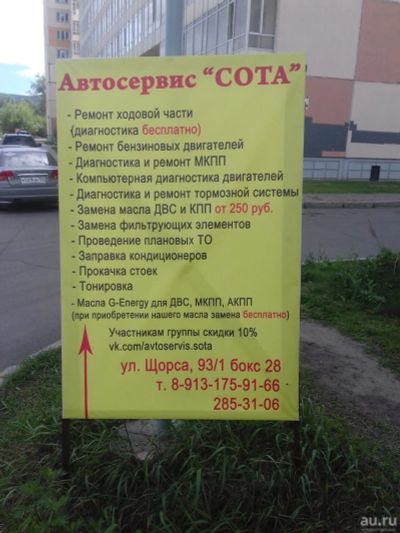 Автосервис "СОТА"
- Ремонт ходовой части
(диагностика бесплатно)
- Ремонт бензиновых двигателей
- Диагностика и ремонт МКПП
- Компьютерная диагностика двигателей
- Диагностика и ремонт тормозной системы
- Замена масла ДВС и КПП от 250 руб.
- Замена фильтрующих элементов
- Проведение плановых ТО
- Заправка кондиционеров
- Прокачка стоек
- Тонировка
- Масла G-Energy для ДВС, МКПП, АКПП
(при приобретении нашего масла замена бесплатно)
Участникам группы скидки 10%
vk.com/avtoservis.sota
ул. Щорса, 93/1 бокс 28
т. 8-913-175-91-66
285-31-06
au.ru